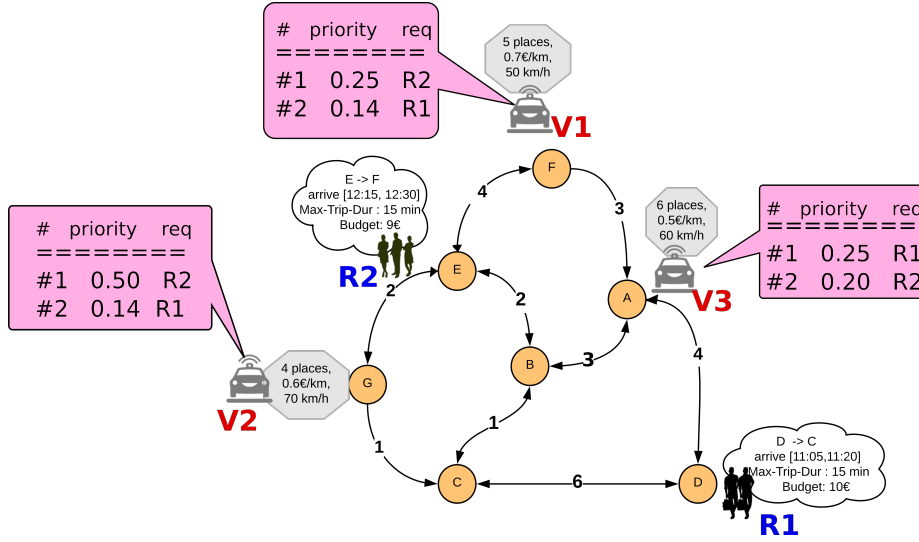 # priority req
=========
#1 0.25 R2
#2 0.14 R1
5 places,
0.7€/km,
50 km/h
V1
F
E -> F
arrive [12:15, 12:30]
Max-Trip-Dur : 15 min
Budget: 9€
R2
4
3
6 places,
0.5€/km,
60 km/h
V3
# priority req
=========
#1 0.25 R1
#2 0.20 R2
# priority req
========
#1 0.50 R2
#2 0.14 R1
E
2
2
A
3
4
B
4 places,
0.6€/km,
70 km/h
V2
G
1
1
C
6
D
D -> C
arrive [11:05,11:20]
Max-Trip-Dur : 15 min
Budget: 10€
R1